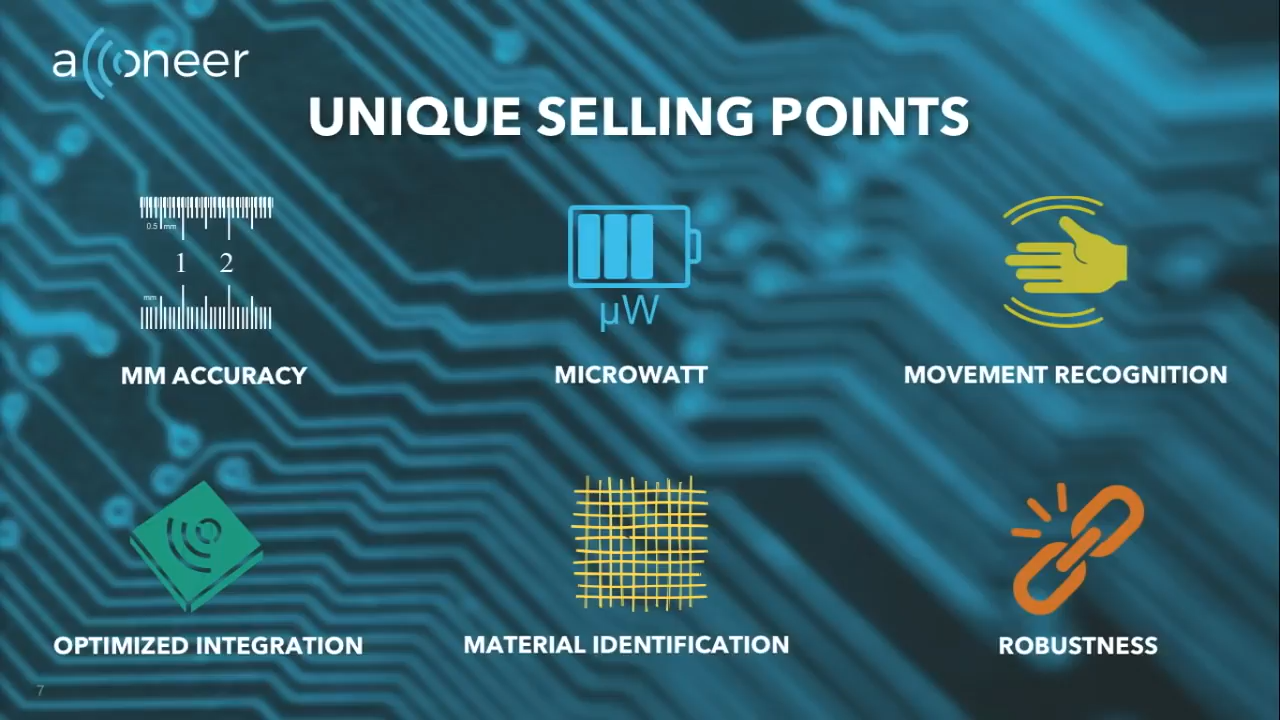 acconeer
UNIQUE SELLING POINTS
0.5 mm
1 2
mm
µW
MM ACCURACY
MICROWATT
MOVEMENT RECOGNITION
OPTIMIZED INTEGRATION
MATERIAL IDENTIFICATION
ROBUSTNESS
7